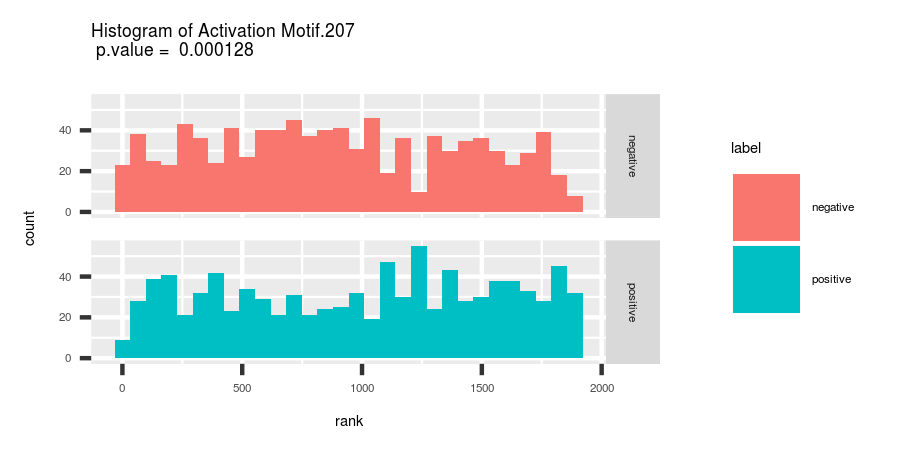 Histogram of Activation Motif.207
p.value = 0.000128
count
40
20
0
negative
40
20
0
positive
0
500
1000
1500
2000
rank
label
negative
positive